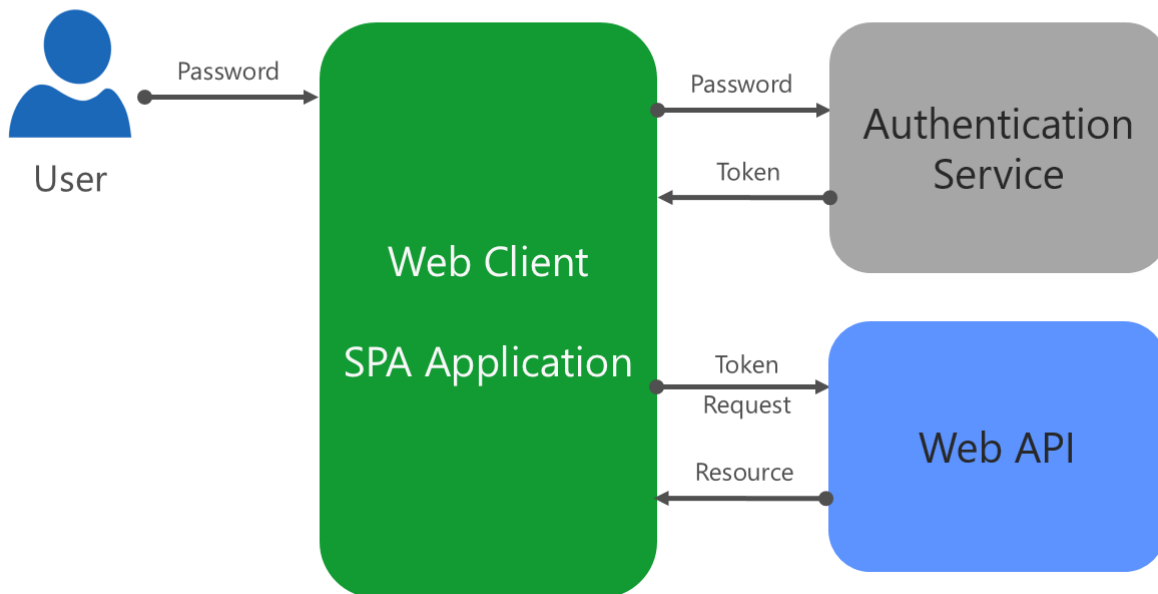 Password
User
Password
Token
Authentication
Service
Web Client
SPA Application
Token
Request
Resource
Web API